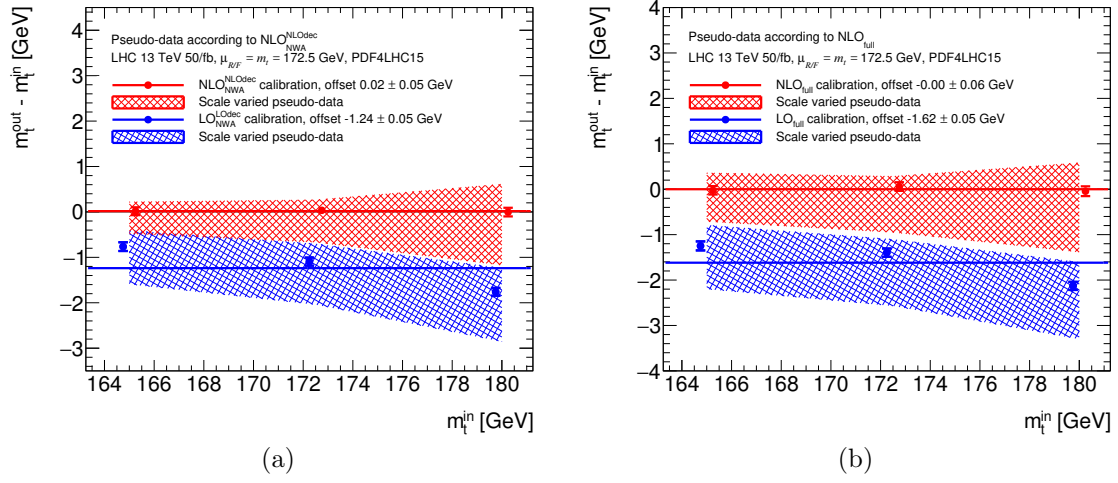 Pseudo-data according to NLO_NWA^NLOdec
LHC 13 TeV 50/fb, μ_R/F = m_t = 172.5 GeV, PDF4LHC15
NLO_NWA^NLOdec calibration, offset 0.02 ± 0.05 GeV
Scale varied pseudo-data
LO_NWA^LOdec calibration, offset -1.24 ± 0.05 GeV
Scale varied pseudo-data
m_t^out - m_t^in [GeV]
4
3
2
1
0
−1
−2
−3
164 166 168 170 172 174 176 178 180
m_t^in [GeV]
(a)
Pseudo-data according to NLO_full
LHC 13 TeV 50/fb, μ_R/F = m_t = 172.5 GeV, PDF4LHC15
NLO_full calibration, offset -0.00 ± 0.06 GeV
Scale varied pseudo-data
LO_full calibration, offset -1.62 ± 0.05 GeV
Scale varied pseudo-data
m_t^out - m_t^in [GeV]
4
3
2
1
0
−1
−2
−3
−4
164 166 168 170 172 174 176 178 180
m_t^in [GeV]
(b)